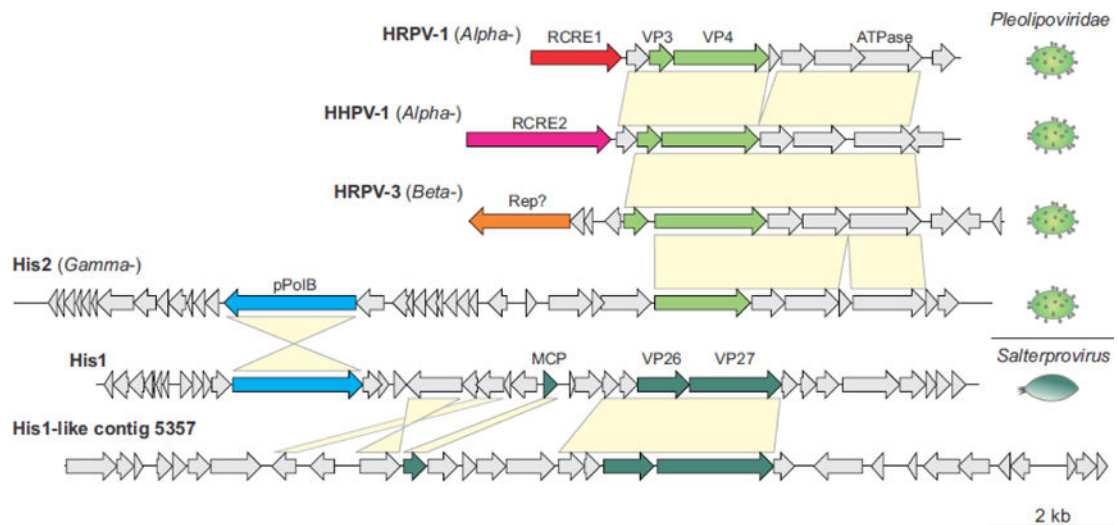 Pleolipoviridae
HRPV-1 (Alpha-)
RCRE1
VP3
VP4
ATPase
HHPV-1 (Alpha-)
RCRE2
HRPV-3 (Beta-)
Rep?
His2 (Gamma-)
pPolB
His1
MCP
VP26
VP27
Salterprovirus
His1-like contig 5357
2 kb